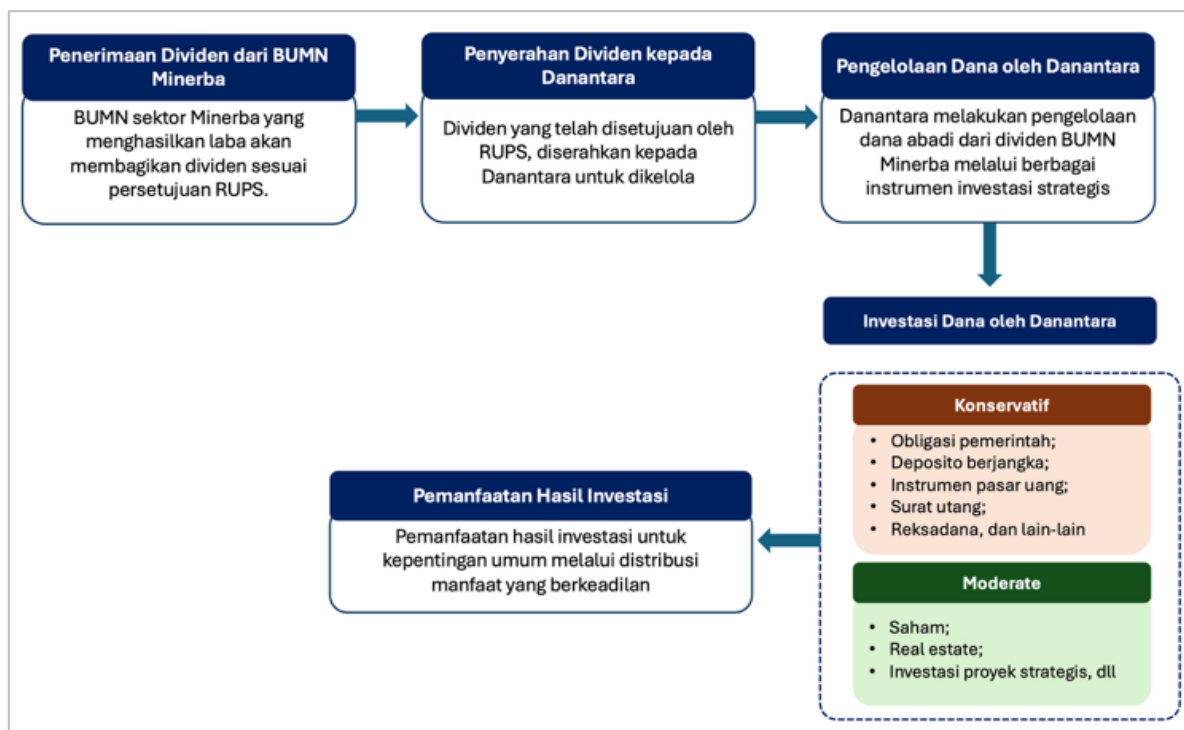 Penerimaan Dividen dari BUMN
Minerba
BUMN sektor Minerba yang
menghasilkan laba akan
membagikan dividen sesuai
persetujuan RUPS.
Penyerahan Dividen kepada
Danantara
Dividen yang telah disetujuan oleh
RUPS, diserahkan kepada
Danantara untuk dikelola
Pengelolaan Dana oleh Danantara
Danantara melakukan pengelolaan
dana abadi dari dividen BUMN
Minerba melalui berbagai
instrumen investasi strategis
Investasi Dana oleh Danantara
Konservatif
• Obligasi pemerintah;
• Deposito berjangka;
• Instrumen pasar uang;
• Surat utang;
• Reksadana, dan lain-lain
Moderate
• Saham;
• Real estate;
• Investasi proyek strategis, dll
Pemanfaatan Hasil Investasi
Pemanfaatan hasil investasi untuk
kepentingan umum melalui distribusi
manfaat yang berkeadilan